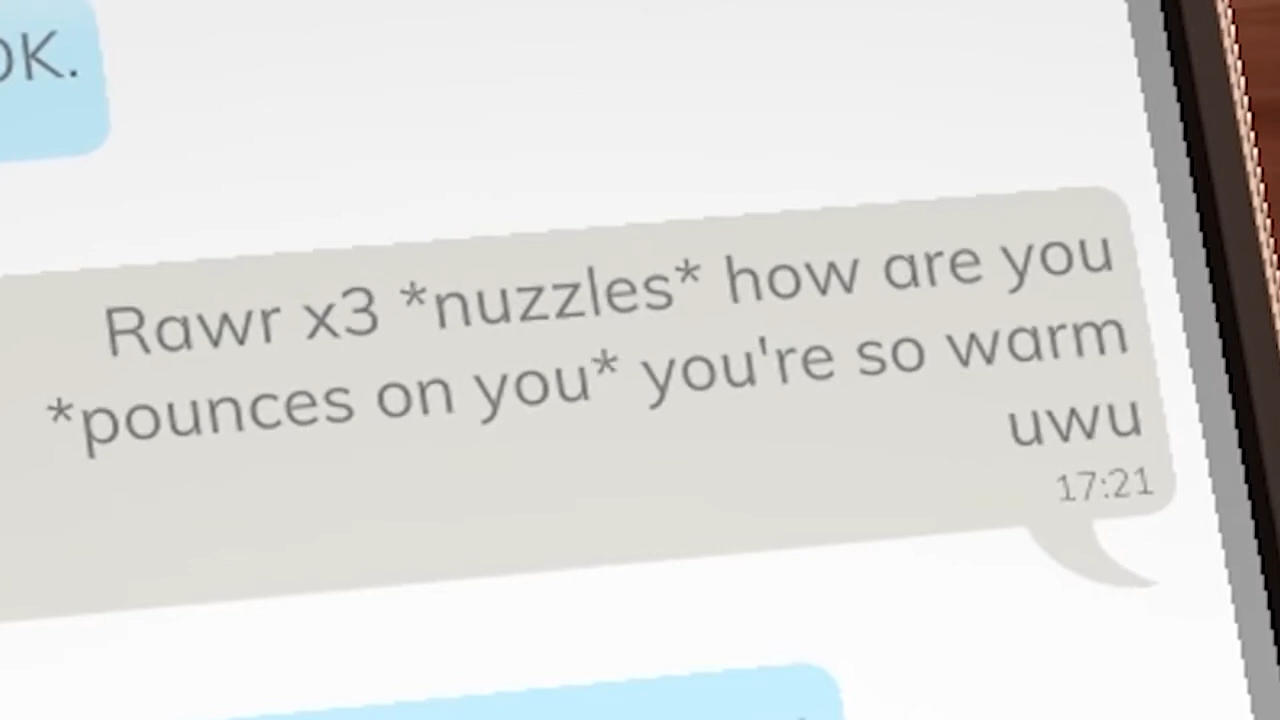 OK.
Rawr x3 *nuzzles* how are you
*pounces on you* you're so warm
uwu
17:21